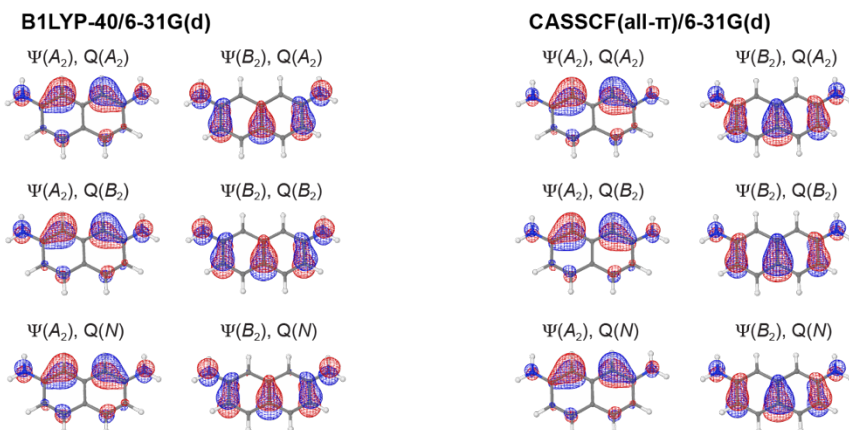 B1LYP-40/6-31G(d)
CASSCF(all-π)/6-31G(d)
Ψ(A₂), Q(A₂)
Ψ(B₂), Q(A₂)
Ψ(A₂), Q(A₂)
Ψ(B₂), Q(A₂)
Ψ(A₂), Q(B₂)
Ψ(B₂), Q(B₂)
Ψ(A₂), Q(B₂)
Ψ(B₂), Q(B₂)
Ψ(A₂), Q(N)
Ψ(B₂), Q(N)
Ψ(A₂), Q(N)
Ψ(B₂), Q(N)